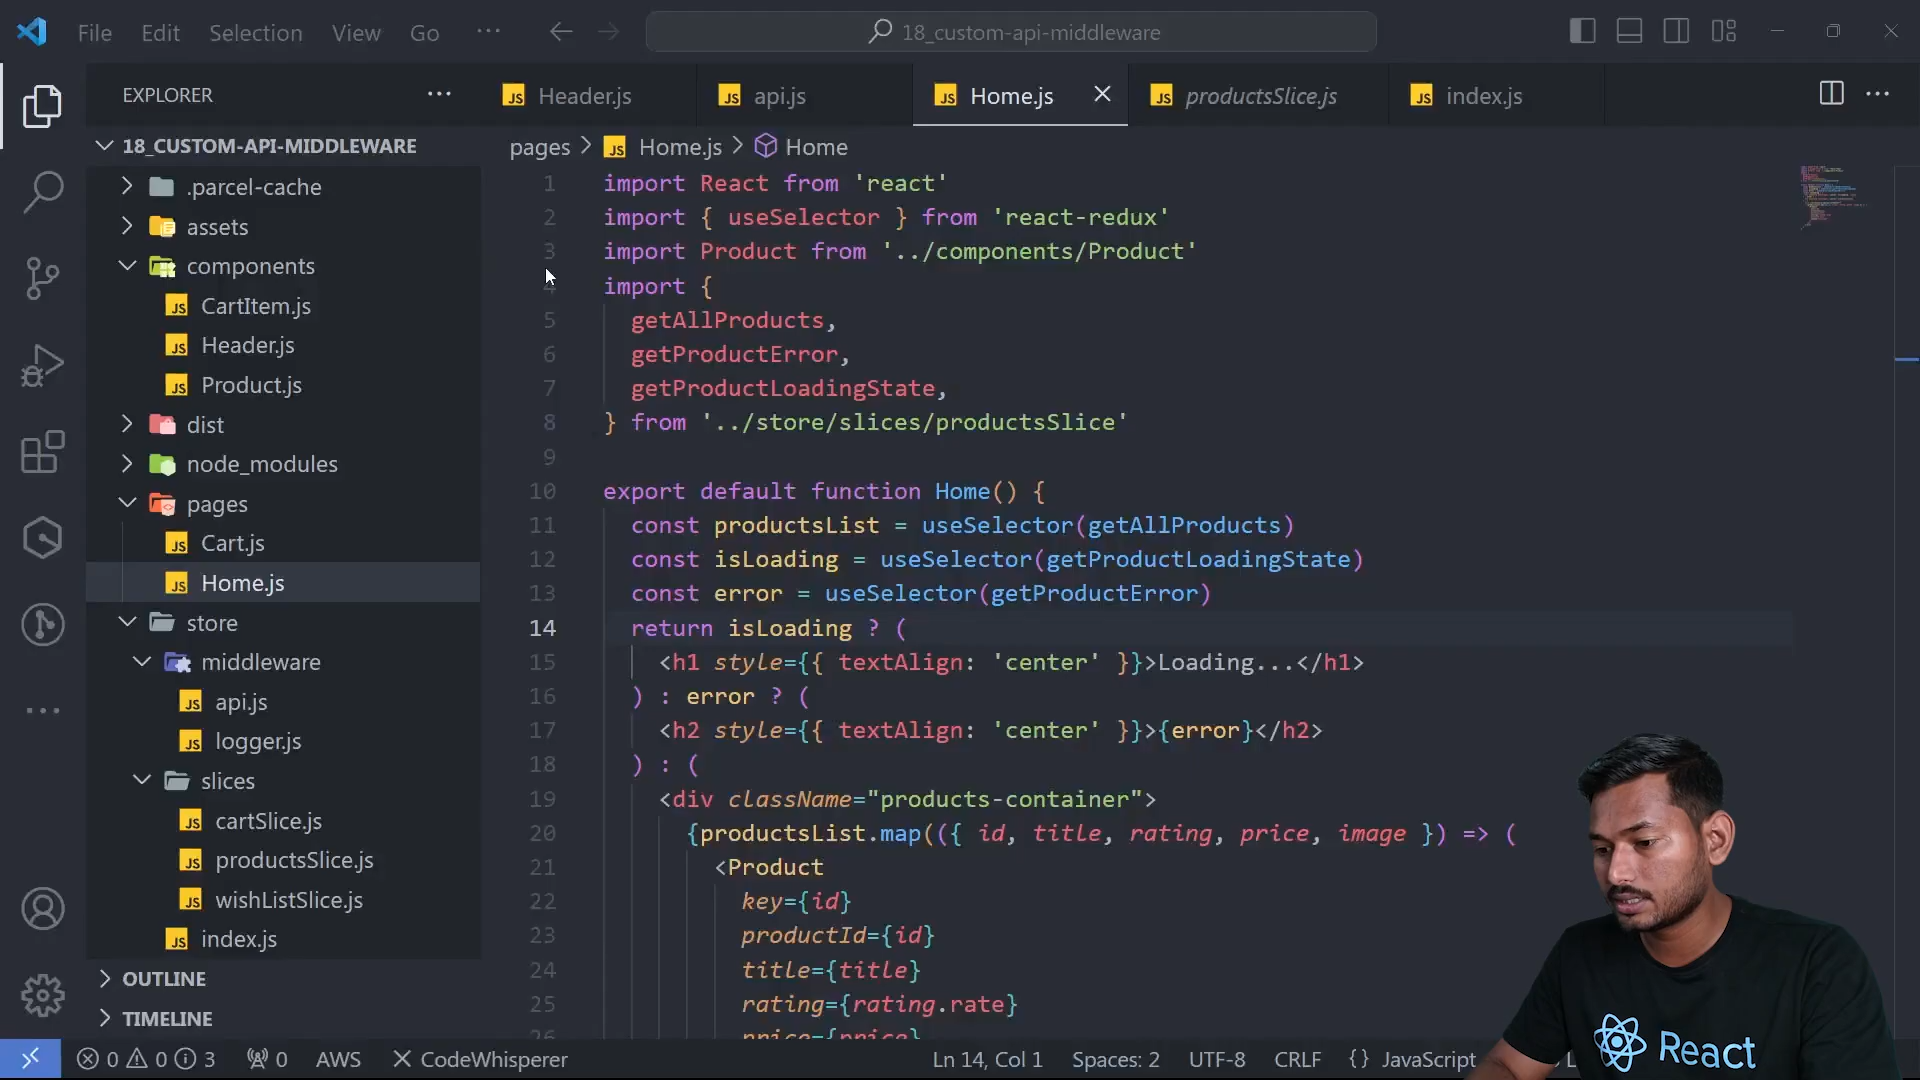 File Edit Selection View Go ··· 18_custom-api-middleware
EXPLORER ···
Header.js api.js Home.js productsSlice.js index.js
18_CUSTOM-API-MIDDLEWARE
.parcel-cache
assets
components
CartItem.js
Header.js
Product.js
dist
node_modules
pages
Cart.js
Home.js
store
middleware
api.js
logger.js
slices
cartSlice.js
productsSlice.js
wishListSlice.js
index.js
OUTLINE
TIMELINE
pages > JS Home.js > Home
1 import React from 'react'
2 import { useSelector } from 'react-redux'
3 import Product from '../components/Product'
4 import {
5 getAllProducts,
6 getProductError,
7 getProductLoadingState,
8 } from '../store/slices/productsSlice'
9
10 export default function Home() {
11 const productsList = useSelector(getAllProducts)
12 const isLoading = useSelector(getProductLoadingState)
13 const error = useSelector(getProductError)
14 return isLoading ? (
15 <h1 style={{ textAlign: 'center' }}>Loading...</h1>
16 ) : error ? (
17 <h2 style={{ textAlign: 'center' }}>{error}</h2>
18 ) : (
19 <div className="products-container">
20 {productsList.map(({ id, title, rating, price, image }) => (
21 <Product
22 key={id}
23 productId={id}
24 title={title}
25 rating={rating.rate}
26 price={price}
React
0 0 3 0 AWS CodeWhisperer Ln 14, Col 1 Spaces: 2 UTF-8 CRLF {} JavaScript